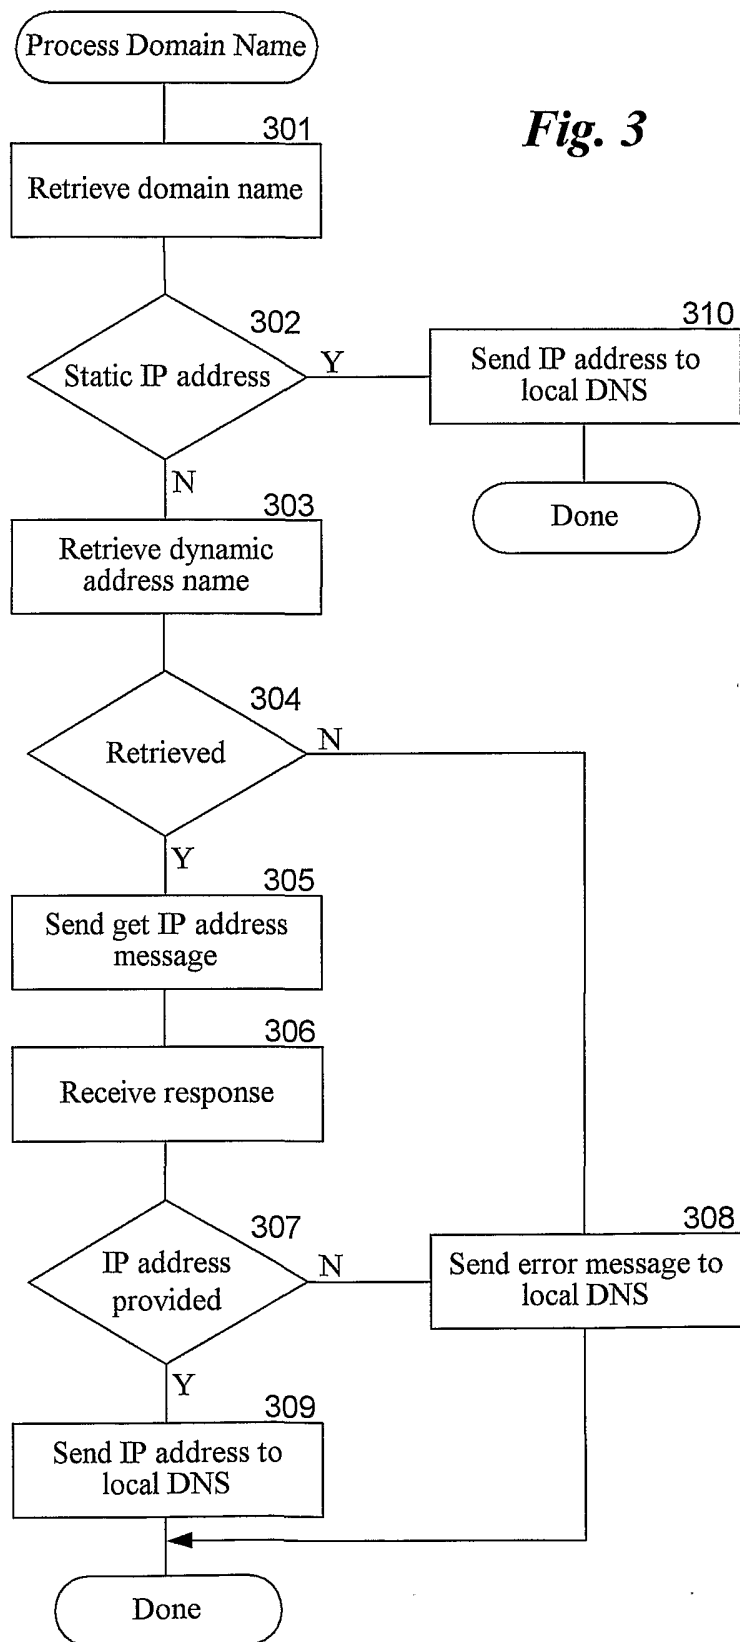 Process Domain Name
Fig. 3
301
Retrieve domain name
302
Static IP address
Y
N
310
Send IP address to
local DNS
Done
303
Retrieve dynamic
address name
304
Retrieved
N
Y
305
Send get IP address
message
306
Receive response
307
IP address
provided
N
Y
308
Send error message to
local DNS
309
Send IP address to
local DNS
Done